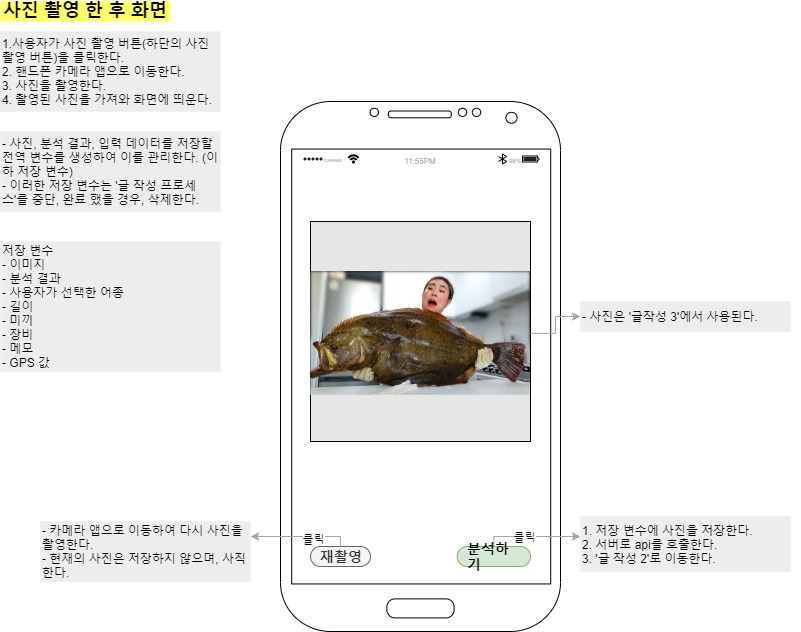 사진 촬영 한 후 화면
1.사용자가 사진 촬영 버튼(하단의 사진
촬영 버튼)을 클릭한다.
2. 핸드폰 카메라 앱으로 이동한다.
3. 사진을 촬영한다.
4. 촬영된 사진을 가져와 화면에 띄운다.
- 사진, 분석 결과, 입력 데이터를 저장할
전역 변수를 생성하여 이를 관리한다. (이
하 저장 변수)
- 이러한 저장 변수는 '글 작성 프로세
스'를 중단, 완료 했을 경우, 삭제한다.
저장 변수
- 이미지
- 분석 결과
- 사용자가 선택한 어종
- 길이
- 미끼
- 장비
- 메모
- GPS 값
11:55PM
- 사진은 '글작성 3'에서 사용된다.
- 카메라 앱으로 이동하여 다시 사진을
촬영한다.
- 현재의 사진은 저장하지 않으며, 사직
한다.
클릭
재촬영
클릭
분석하
기
1. 저장 변수에 사진을 저장한다.
2. 서버로 api를 호출한다.
3. '글 작성 2'로 이동한다.